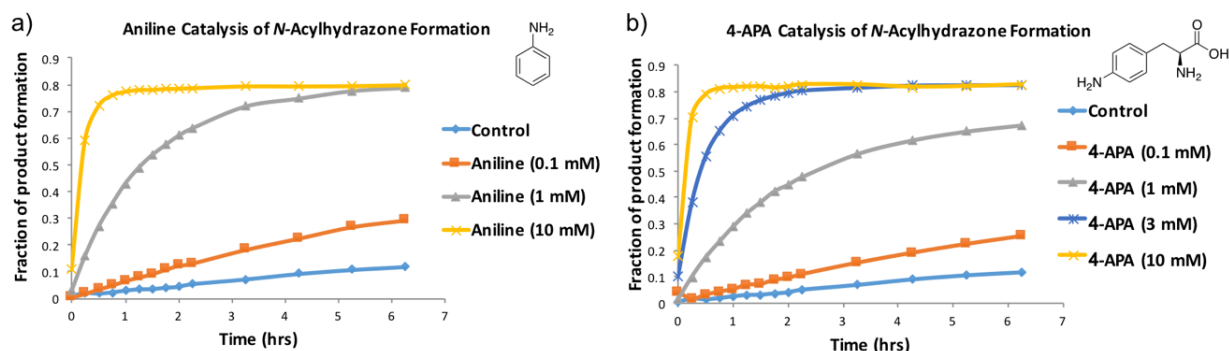 a)
Aniline Catalysis of N-Acylhydrazone Formation
NH₂
Fraction of product formation
0.9
0.8
0.7
0.6
0.5
0.4
0.3
0.2
0.1
0
0 1 2 3 4 5 6 7
Time (hrs)
Control
Aniline (0.1 mM)
Aniline (1 mM)
Aniline (10 mM)
b)
4-APA Catalysis of N-Acylhydrazone Formation
O
OH
NH₂
H₂N
Fraction of product formation
0.9
0.8
0.7
0.6
0.5
0.4
0.3
0.2
0.1
0
0 1 2 3 4 5 6 7
Time (hrs)
Control
4-APA (0.1 mM)
4-APA (1 mM)
4-APA (3 mM)
4-APA (10 mM)